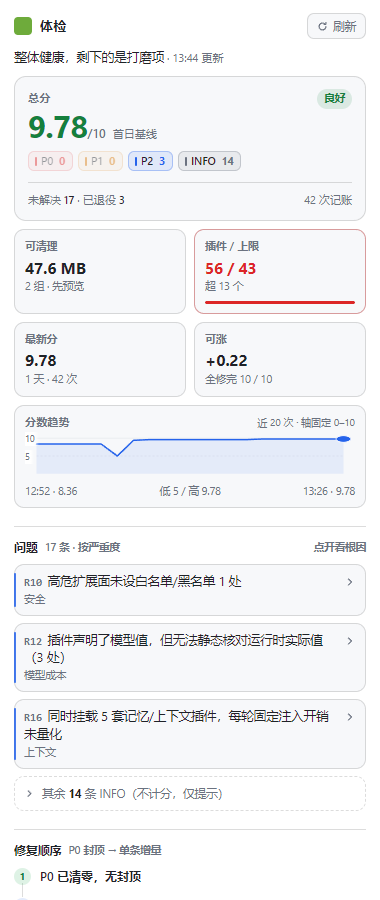 体检
刷新
整体健康，剩下的是打磨项 · 13:44 更新
总分
良好
9.78/10 首日基线
P0 0
P1 0
P2 3
INFO 14
未解决 17 · 已退役 3
42 次记账
可清理
47.6 MB
2 组 · 先预览
插件 / 上限
56 / 43
超 13 个
最新分
9.78
1 天 · 42 次
可涨
+0.22
全修完 10 / 10
分数趋势
近 20 次 · 轴固定 0–10
10
5
12:52 · 8.36
低 5 / 高 9.78
13:26 · 9.78
问题 17 条 · 按严重度
点开看根因
R10 高危扩展面未设白名单/黑名单 1 处
安全
R12 插件声明了模型值，但无法静态核对运行时实际值
（3 处）
模型成本
R16 同时挂载 5 套记忆/上下文插件，每轮固定注入开销
未量化
上下文
其余 14 条 INFO（不计分，仅提示）
修复顺序 P0 封顶 → 单条增量
1 P0 已清零，无封顶